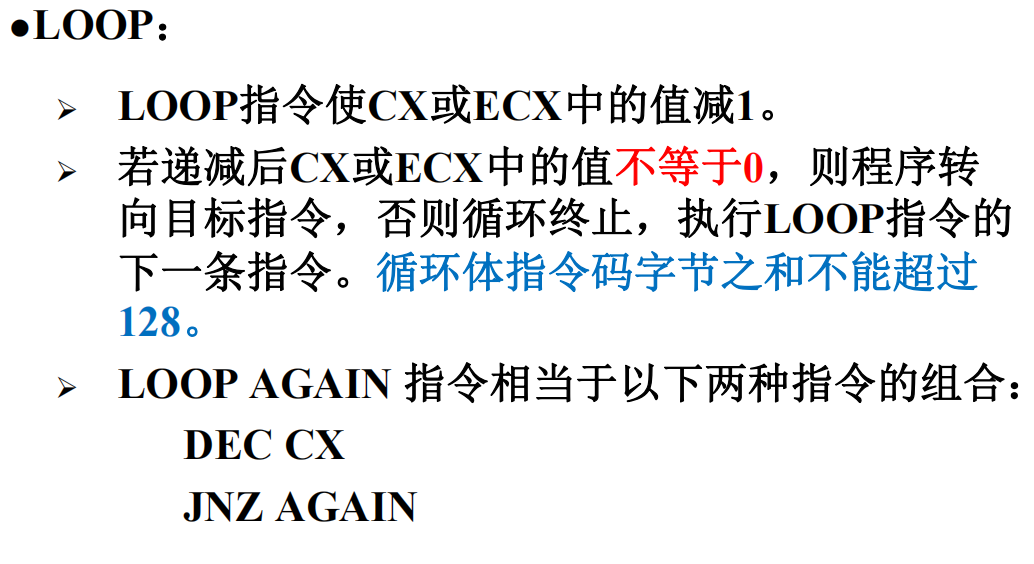 ●LOOP：
➢ LOOP指令使CX或ECX中的值减1。
➢ 若递减后CX或ECX中的值不等于0，则程序转
向目标指令，否则循环终止，执行LOOP指令的
下一条指令。循环体指令码字节之和不能超过
128。
➢ LOOP AGAIN 指令相当于以下两种指令的组合：
DEC CX
JNZ AGAIN